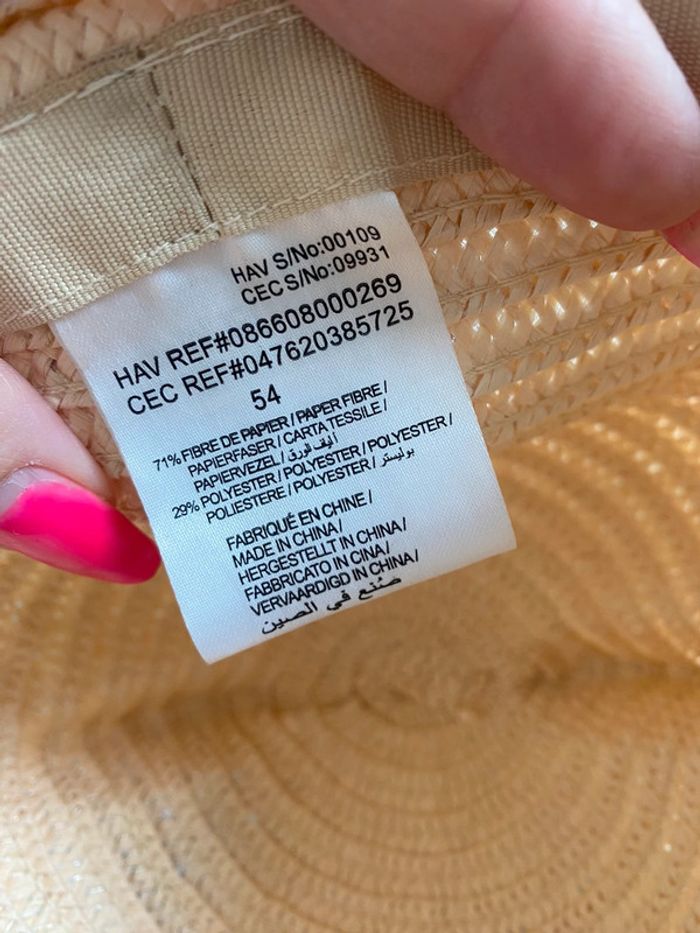 HAV S/No:00109
CEC S/No:09931
HAV REF#086608000269
CEC REF#047620385725
54
71% FIBRE DE PAPIER / PAPER FIBRE /
PAPIERFASER / CARTA TESSILE /
PAPIERVEZEL / ألياف ورق
29% POLYESTER / POLYESTER / POLYESTER /
POLIESTERE / POLYESTER / بوليستر
FABRIQUÉ EN CHINE /
MADE IN CHINA /
HERGESTELLT IN CHINA /
FABBRICATO IN CINA/
VERVAARDIGD IN CHINA/
صنع في الصين